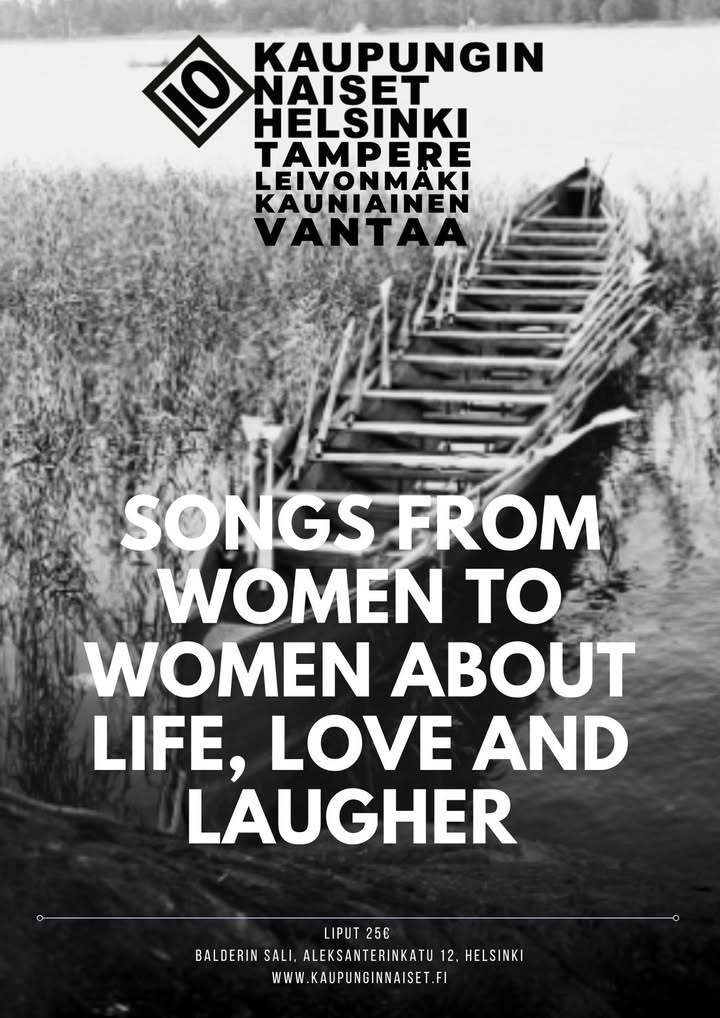 10
KAUPUNGIN
NAISET
HELSINKI
TAMPERE
LEIVONMÄKI
KAUNIAINEN
VANTAA
SONGS FROM
WOMEN TO
WOMEN ABOUT
LIFE, LOVE AND
LAUGHER
LIPUT 25€
BALDERIN SALI, ALEKSANTERINKATU 12, HELSINKI
WWW.KAUPUNGINNAISET.FI